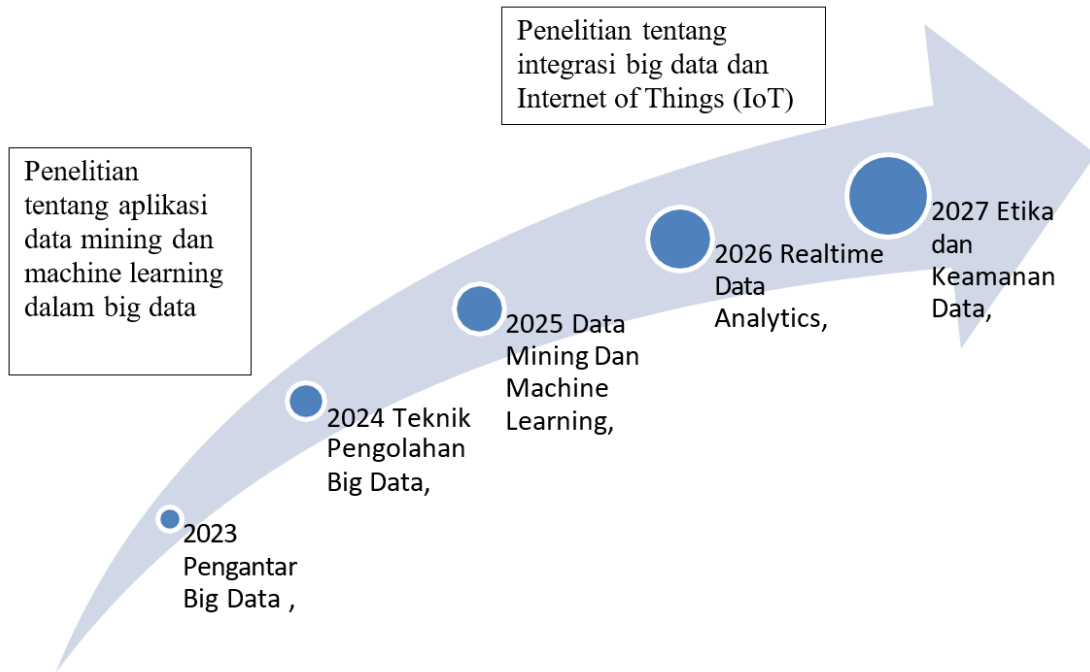 Penelitian tentang
integrasi big data dan
Internet of Things (IoT)
Penelitian
tentang aplikasi
data mining dan
machine learning
dalam big data
2027 Etika
dan
Keamanan
Data,
2026 Realtime
Data
Analytics,
2025 Data
Mining Dan
Machine
Learning,
2024 Teknik
Pengolahan
Big Data,
2023
Pengantar
Big Data ,